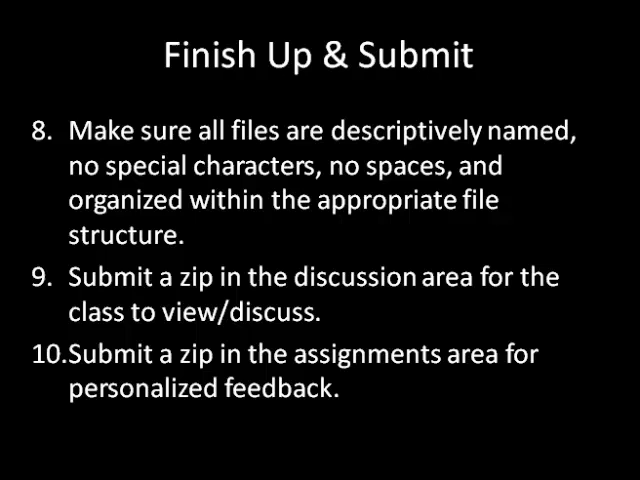 Finish Up & Submit
8. Make sure all files are descriptively named,
no special characters, no spaces, and
organized within the appropriate file
structure.
9. Submit a zip in the discussion area for the
class to view/discuss.
10.Submit a zip in the assignments area for
personalized feedback.